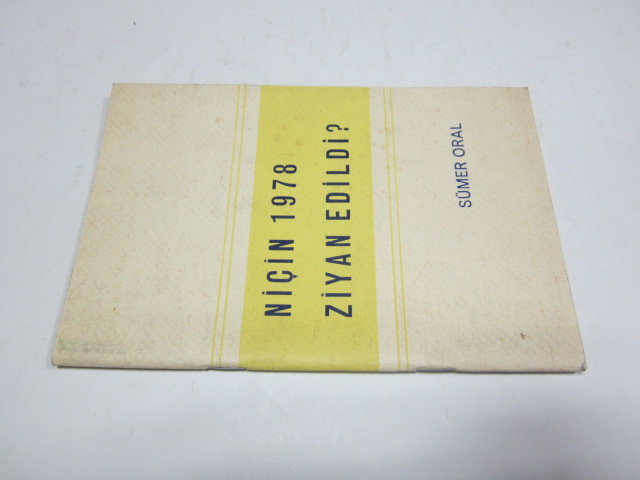 SÜMER ORAL
NİÇİN 1978
ZİYAN EDİLDİ?